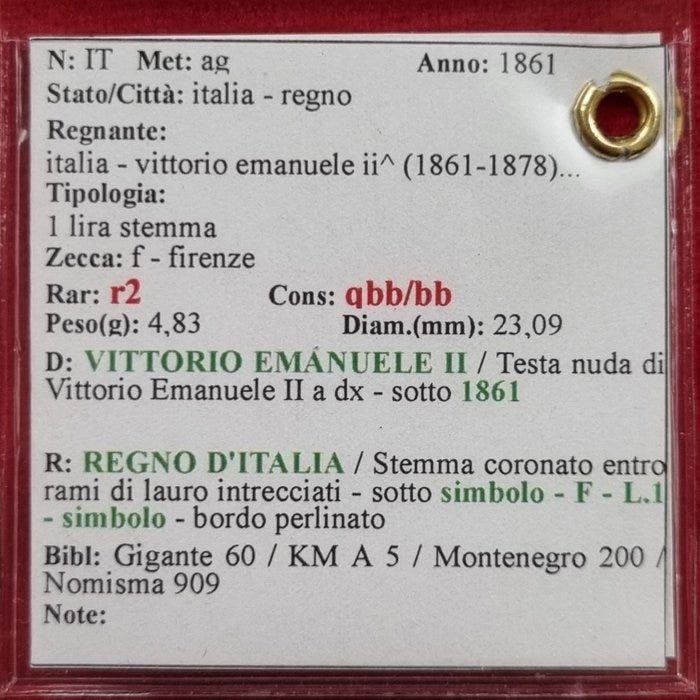 N: IT Met: ag Anno: 1861
Stato/Città: italia - regno
Regnante:
italia - vittorio emanuele ii^ (1861-1878)...
Tipologia:
1 lira stemma
Zecca: f - firenze
Rar: r2 Cons: qbb/bb
Peso(g): 4,83 Diam.(mm): 23,09
D: VITTORIO EMANUELE II / Testa nuda di
Vittorio Emanuele II a dx - sotto 1861
R: REGNO D'ITALIA / Stemma coronato entro
rami di lauro intrecciati - sotto simbolo - F - L.1
- simbolo - bordo perlinato
Bibl: Gigante 60 / KM A 5 / Montenegro 200 /
Nomisma 909
Note: